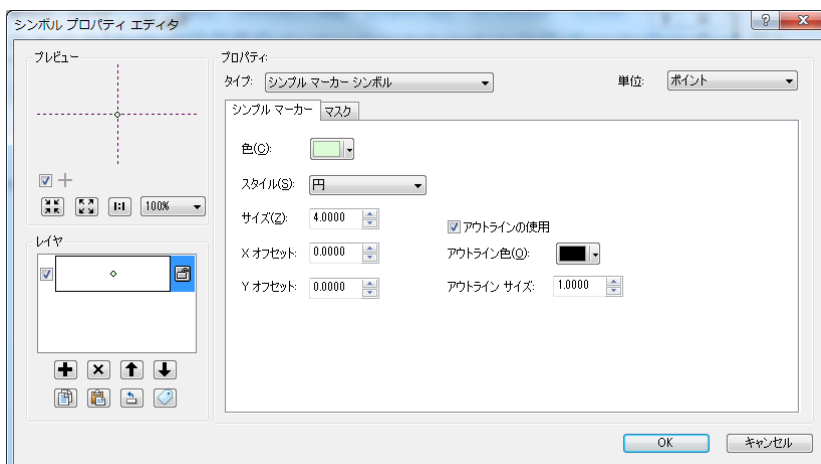 シンボル プロパティ エディタ
プレビュー
1:1
100%
レイヤ
プロパティ:
タイプ: シンプル マーカー シンボル
単位: ポイント
シンプル マーカー マスク
色(C):
スタイル(S): 円
サイズ(Z): 4.0000
X オフセット: 0.0000
Y オフセット: 0.0000
アウトラインの使用
アウトライン色(O):
アウトライン サイズ: 1.0000
OK キャンセル